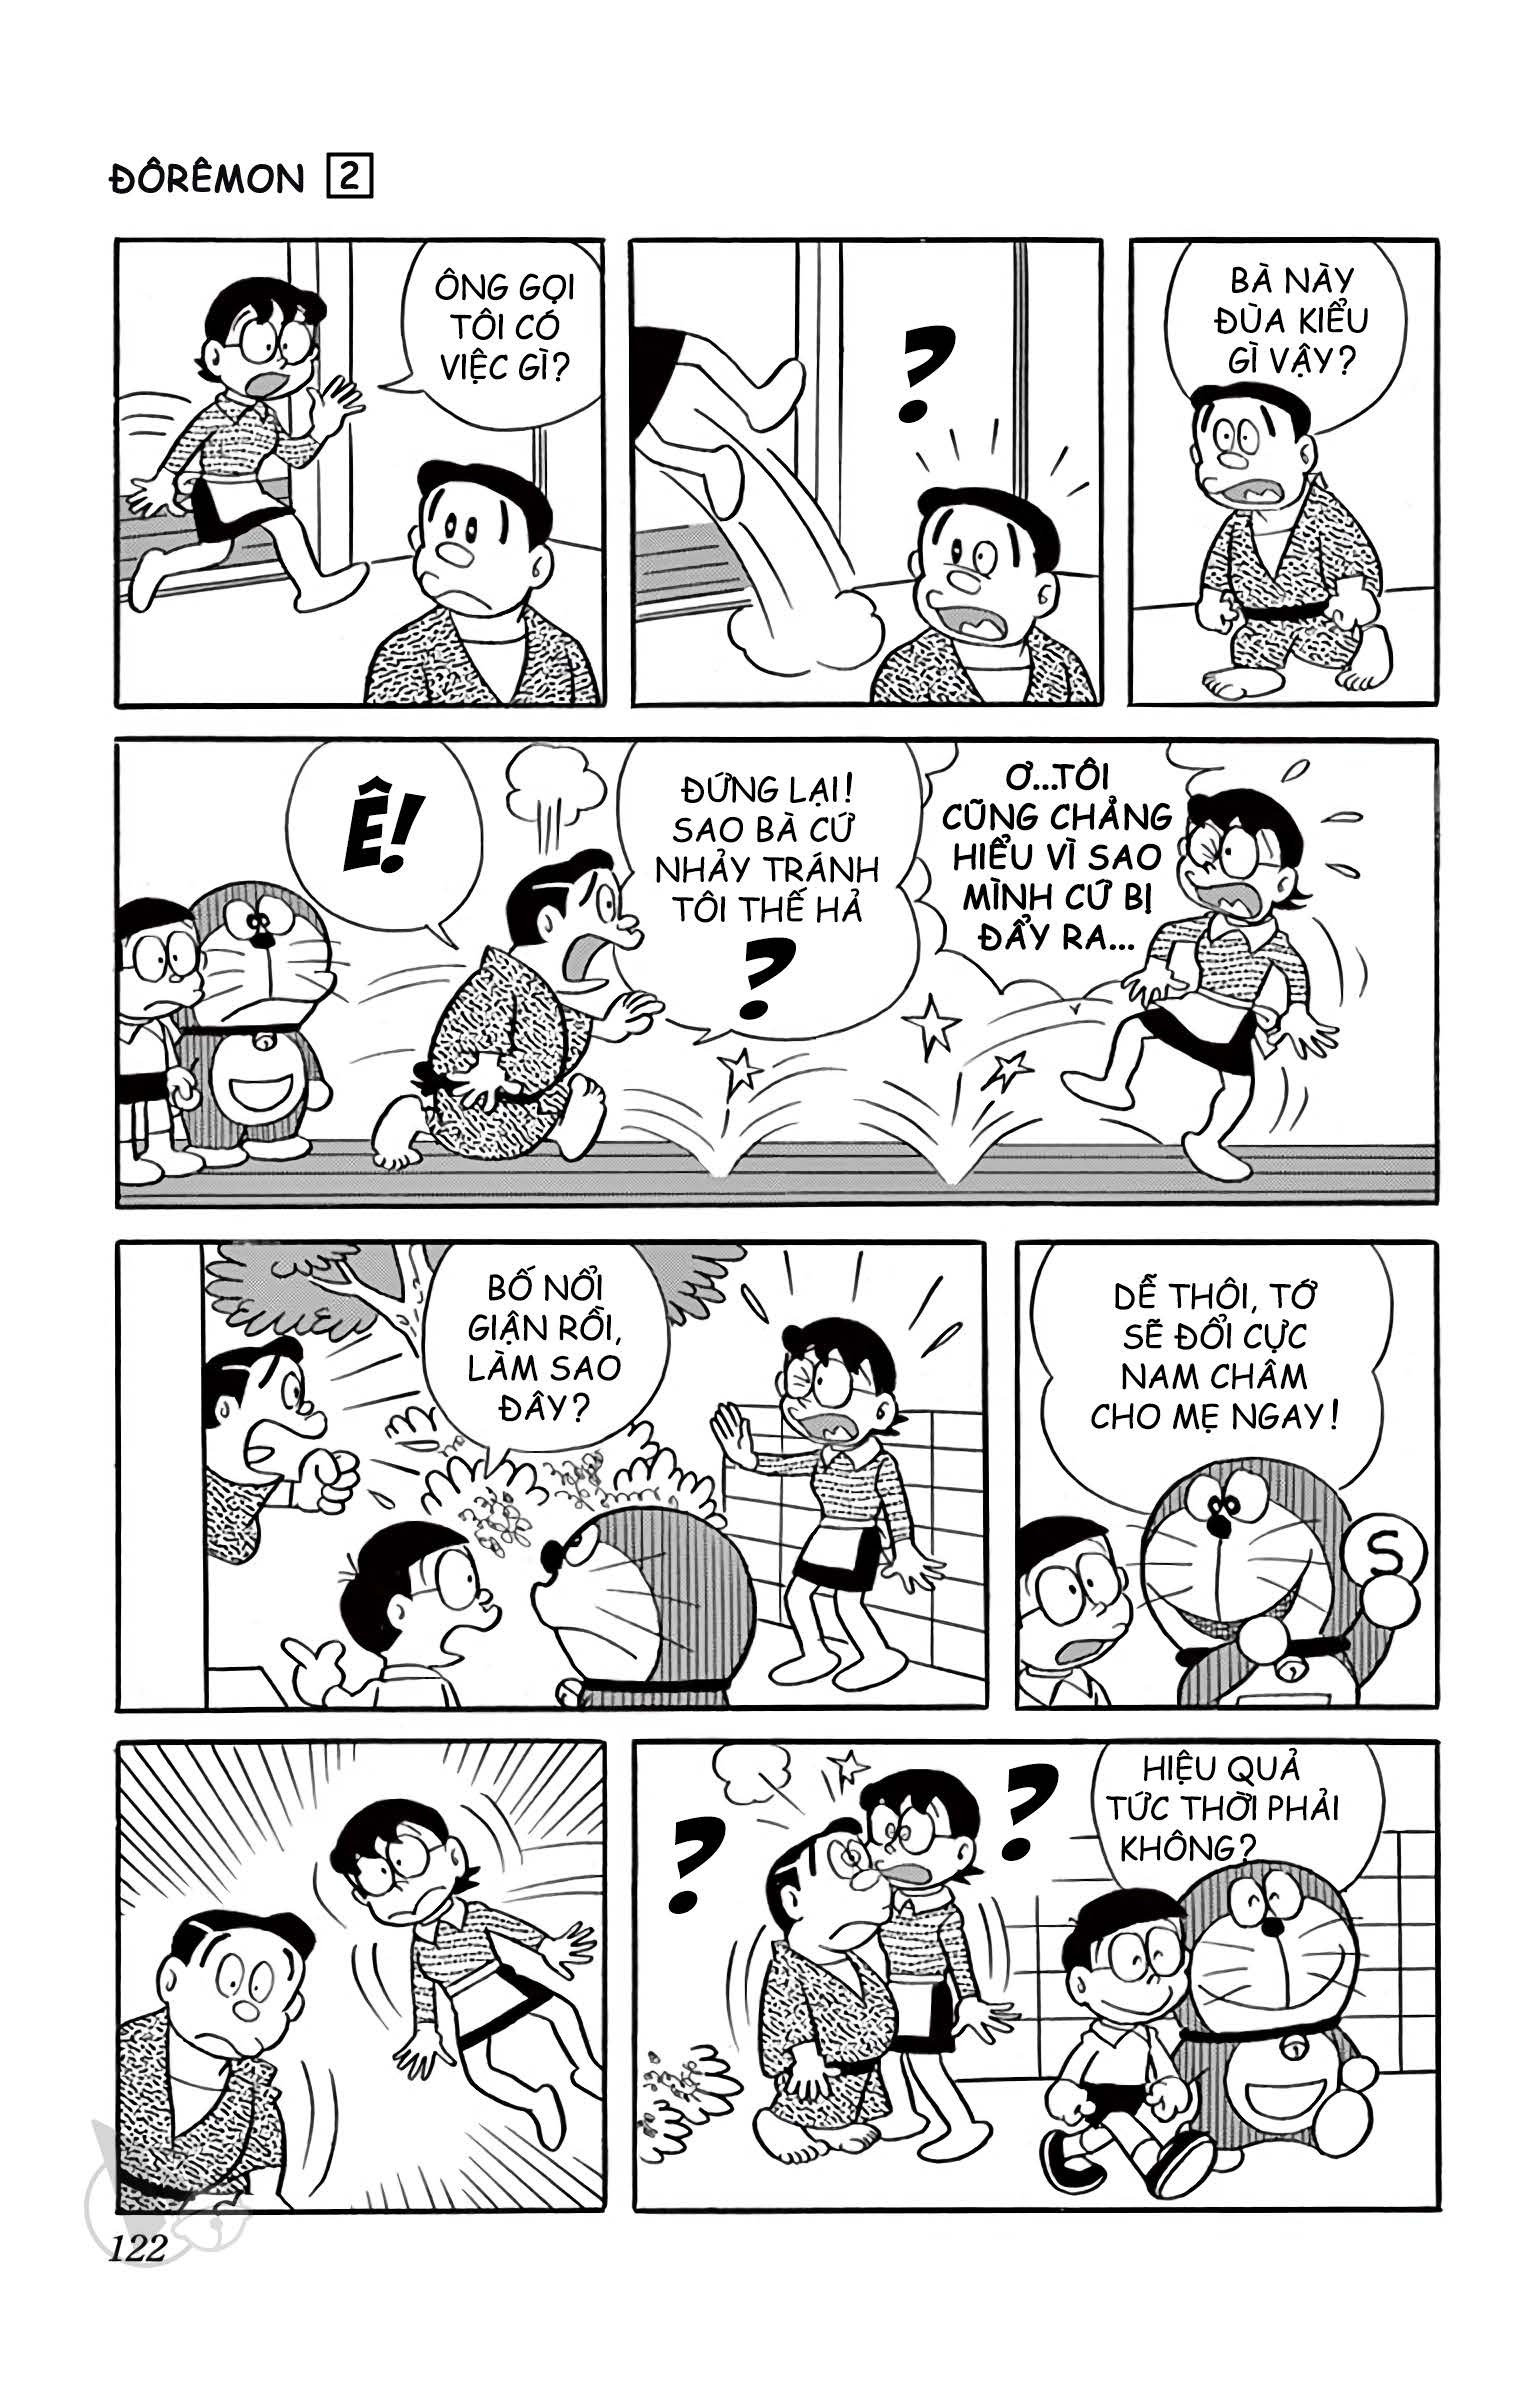 ĐÔRÊMON 2
ÔNG GỌI
TÔI CÓ
VIỆC GÌ?
?
BÀ NÀY
ĐÙA KIỂU
GÌ VẬY?
Ê!
ĐỨNG LẠI!
SAO BÀ CỨ
NHẢY TRÁNH
TÔI THẾ HẢ
?
Ơ...TÔI
CŨNG CHẲNG
HIỂU VÌ SAO
MÌNH CỨ BỊ
ĐẨY RA...
BỐ NỔI
GIẬN RỒI,
LÀM SAO
ĐÂY?
DỄ THÔI, TỚ
SẼ ĐỔI CỰC
NAM CHÂM
CHO MẸ NGAY!
S
?
?
HIỆU QUẢ
TỨC THỜI PHẢI
KHÔNG?
122